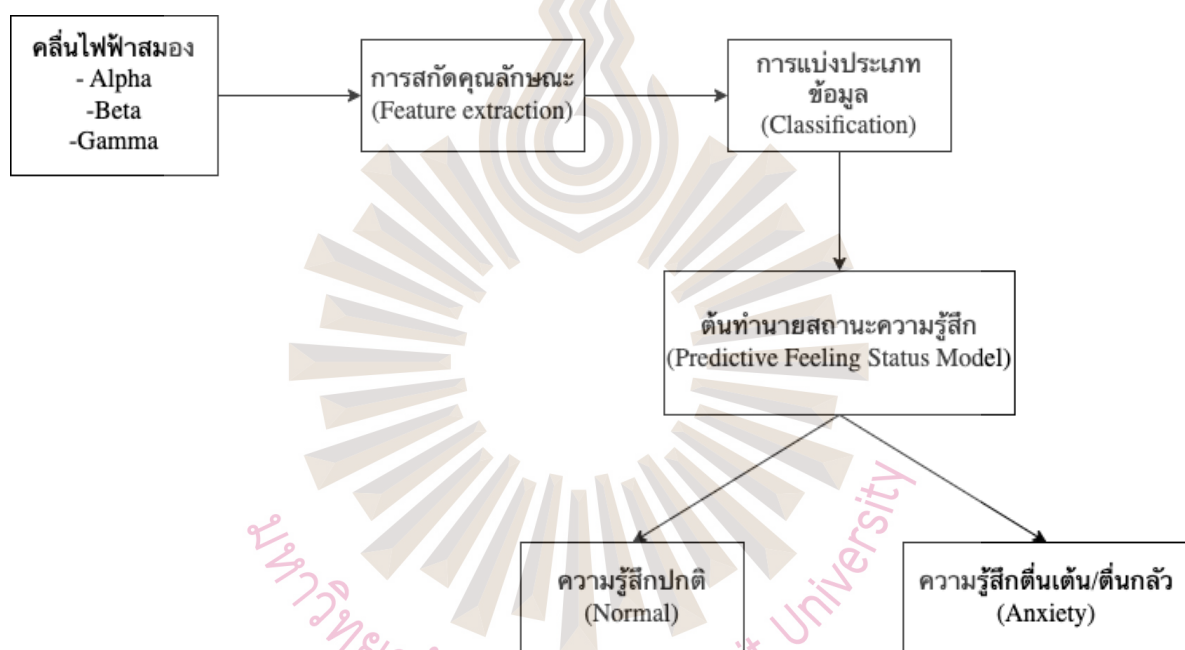 คลื่นไฟฟ้าสมอง
- Alpha
-Beta
-Gamma
การสกัดคุณลักษณะ
(Feature extraction)
การแบ่งประเภท
ข้อมูล
(Classification)
ต้นทำนายสถานะความรู้สึก
(Predictive Feeling Status Model)
ความรู้สึกปกติ
(Normal)
ความรู้สึกตื่นเต้น/ตื่นกลัว
(Anxiety)
University